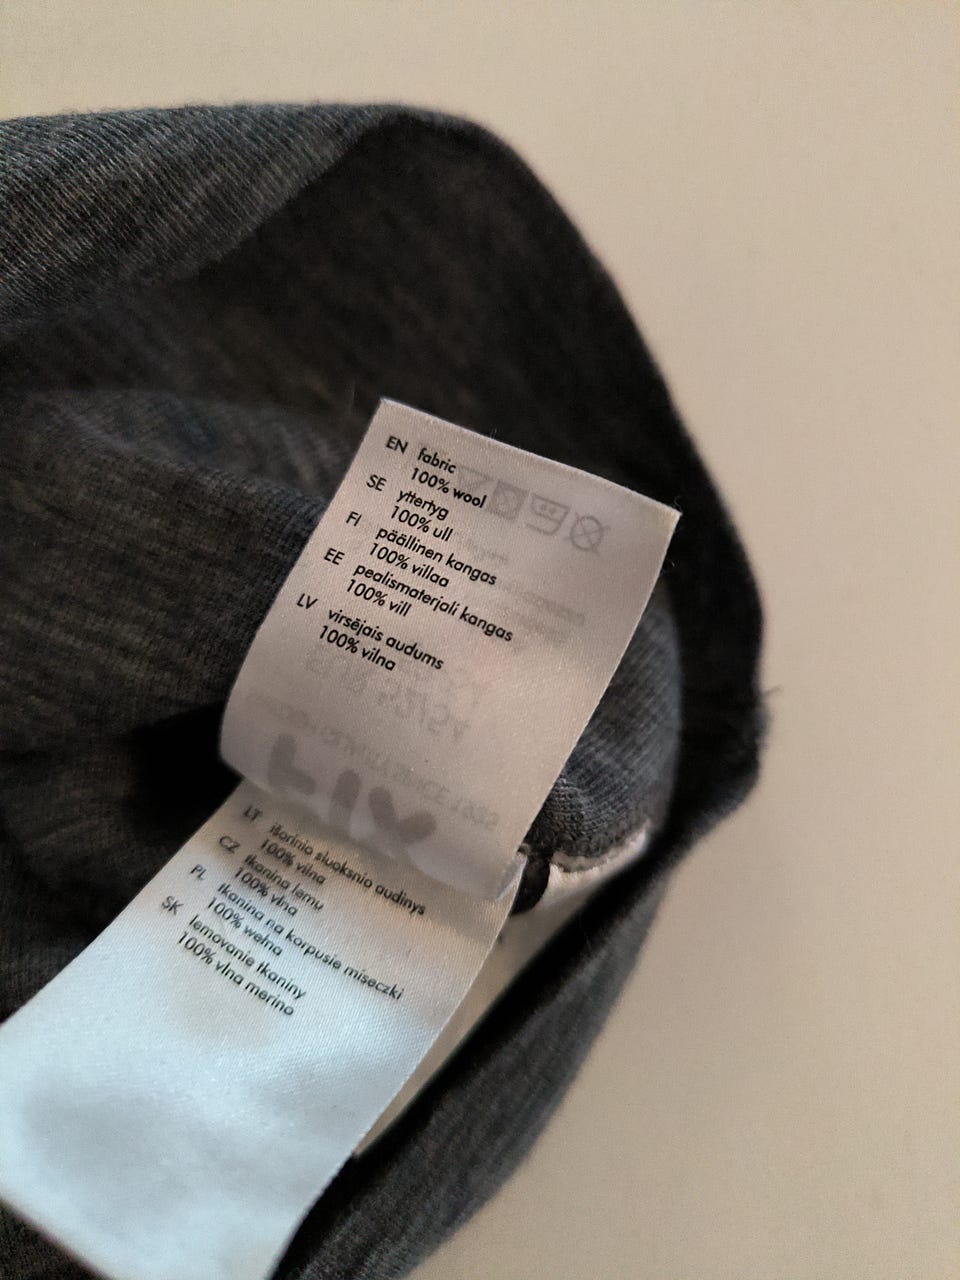 EN fabric
100% wool
SE yttertyg
100% ull
FI päällinen kangas
100% villaa
EE pealismaterjali kangas
100% vill
LV virsējais audums
100% vilna
LT išorinio sluoksnio audinys
100% vilna
CZ tkanina lemu
100% vlna
PL tkanina na korpusie miseczki
100% wełna
SK lemovanie tkaniny
100% vlna merino